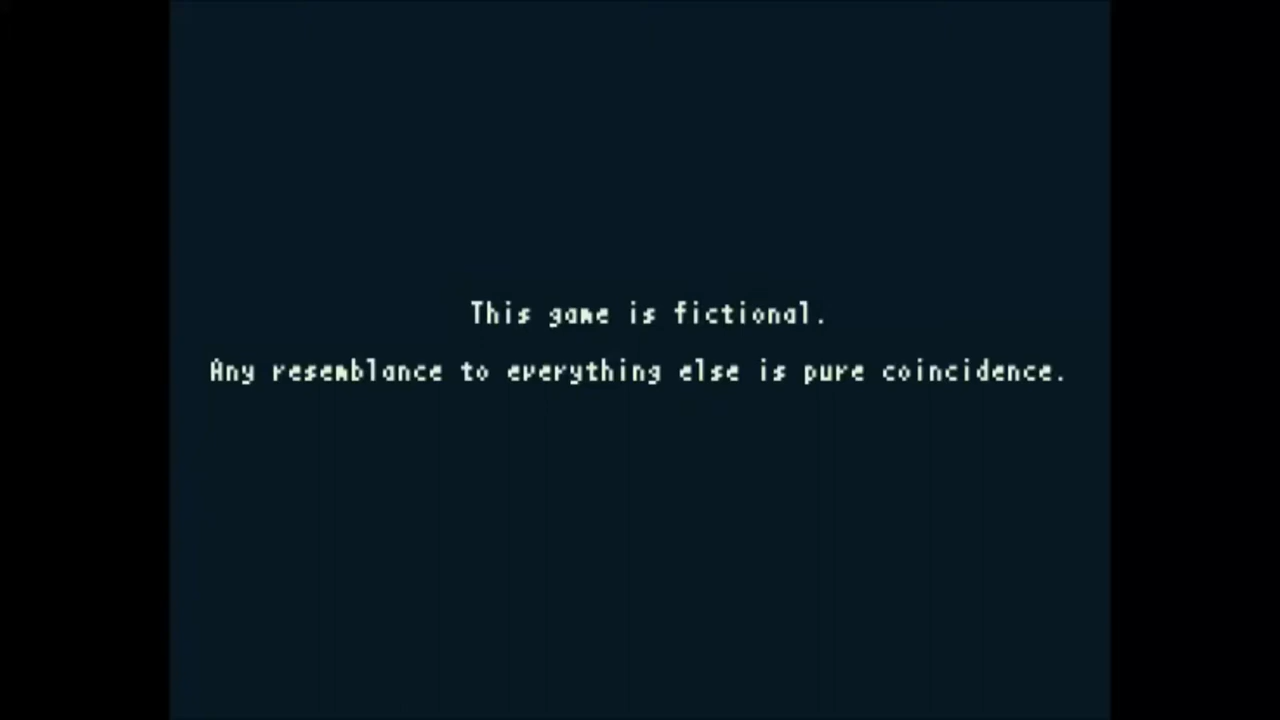 This game is fictional.
Any resemblance to everything else is pure coincidence.